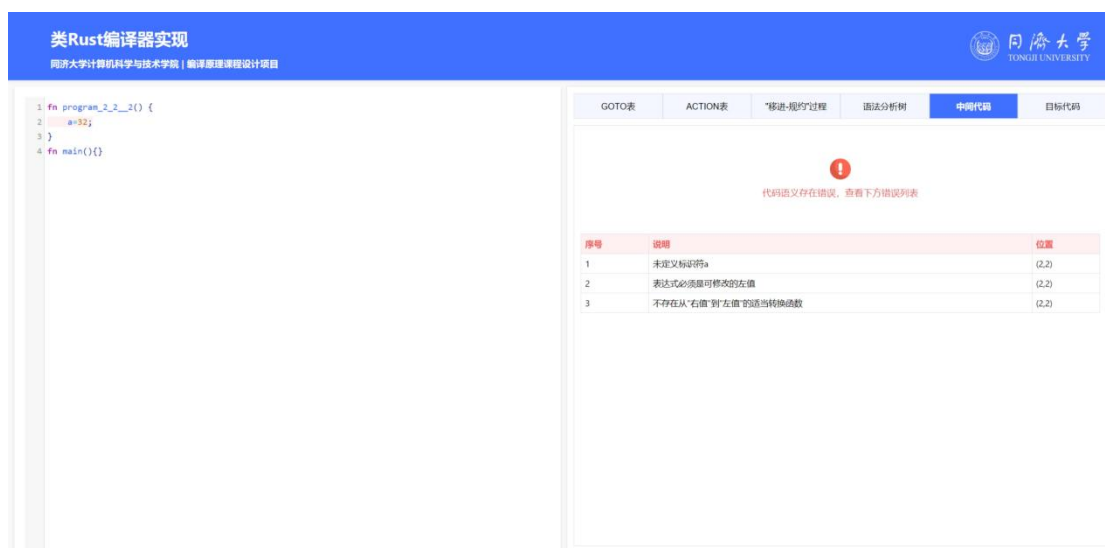 类Rust编译器实现
同济大学计算机科学与技术学院 | 编译原理课程设计项目
同濟大学
TONGJI UNIVERSITY
1 fn program_2_2__2() {
2 a=32;
3 }
4 fn main(){}
GOTO表 ACTION表 "移进-规约"过程 语法分析树 中间代码 目标代码
代码语义存在错误，查看下方错误列表
序号 说明 位置
1 未定义标识符a (2,2)
2 表达式必须是可修改的左值 (2,2)
3 不存在从"右值"到"左值"的适当转换函数 (2,2)